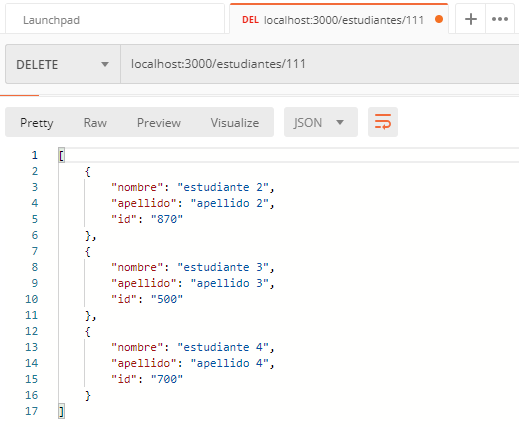 Launchpad
DEL localhost:3000/estudiantes/111
DELETE localhost:3000/estudiantes/111
Pretty Raw Preview Visualize JSON
1 [
2 {
3 "nombre": "estudiante 2",
4 "apellido": "apellido 2",
5 "id": "870"
6 },
7 {
8 "nombre": "estudiante 3",
9 "apellido": "apellido 3",
10 "id": "500"
11 },
12 {
13 "nombre": "estudiante 4",
14 "apellido": "apellido 4",
15 "id": "700"
16 }
17 ]